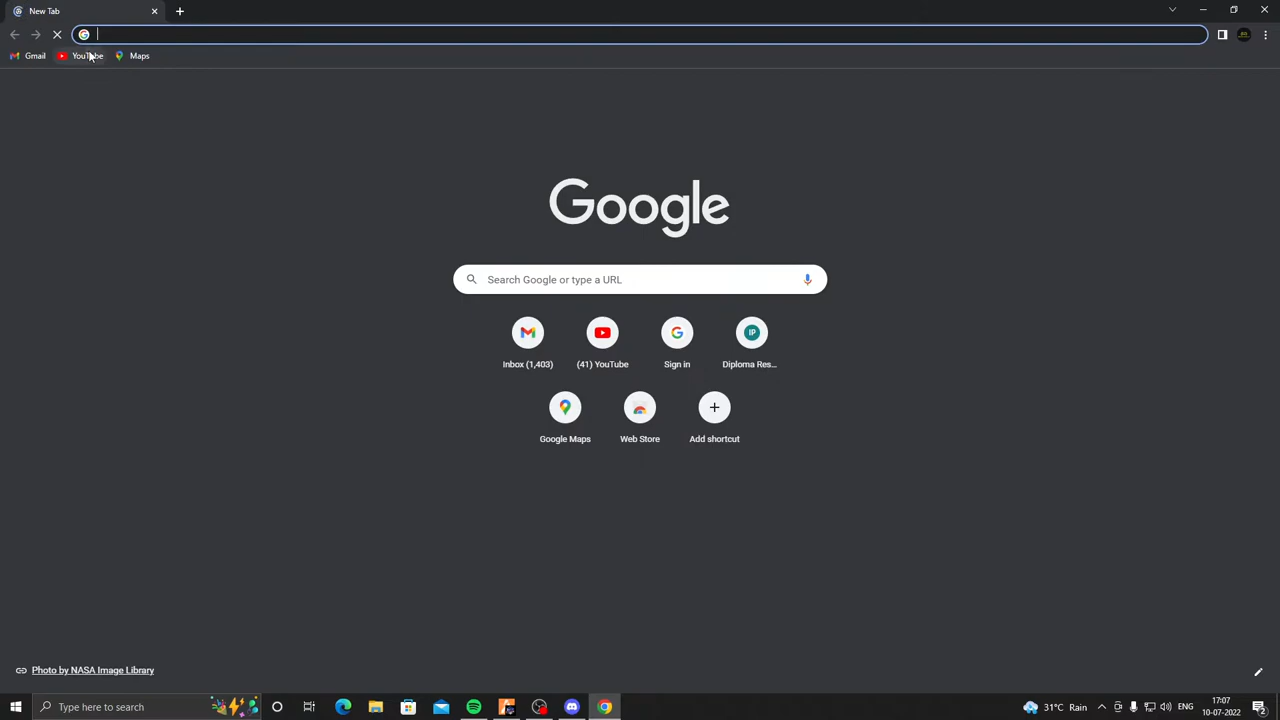 New Tab
Gmail YouTube Maps
Google
Search Google or type a URL
Inbox (1,403) (41) YouTube Sign in Diploma Res...
Google Maps Web Store Add shortcut
Photo by NASA Image Library
Type here to search
31°C Rain ENG 17:07
10-07-2022